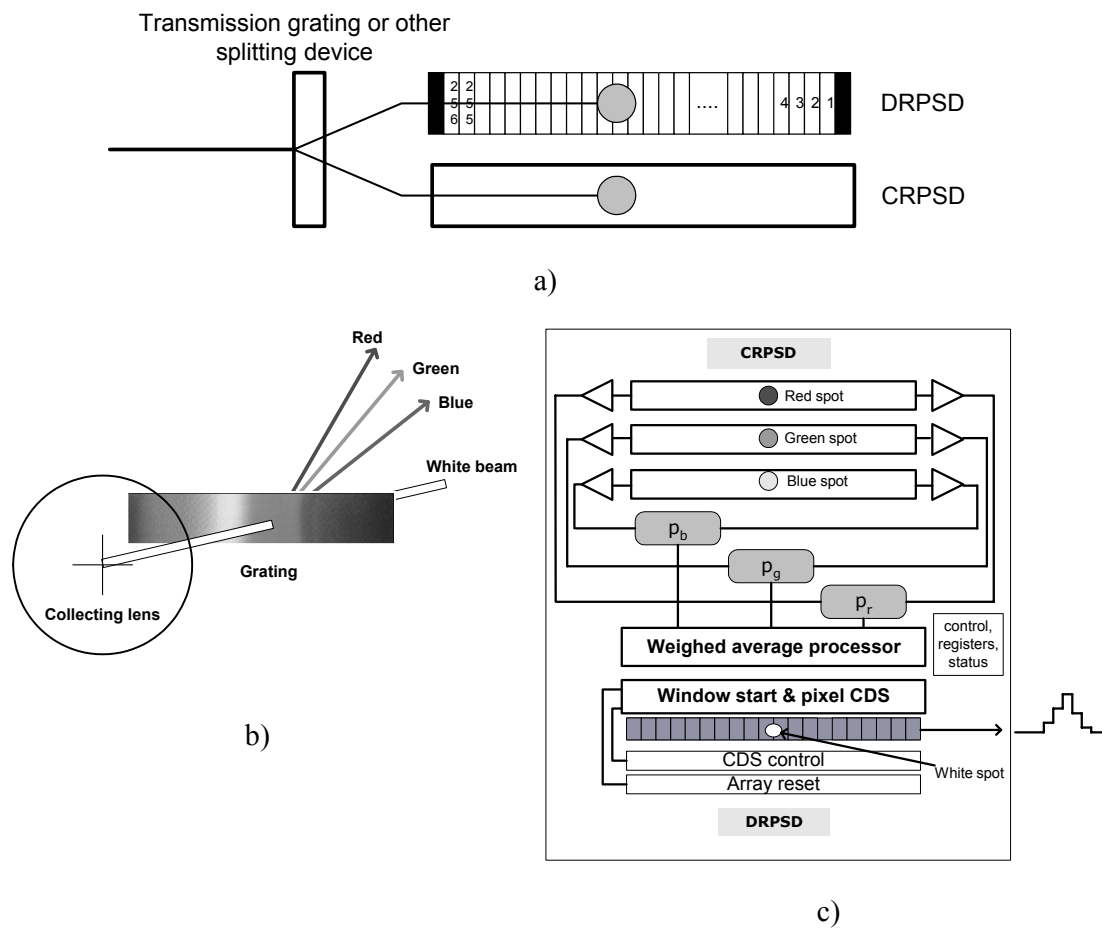 Transmission grating or other
splitting device
2 2
5 5
6 5
....
4 3 2 1
DRPSD
CRPSD
a)
Red
Green
Blue
White beam
Grating
Collecting lens
b)
CRPSD
Red spot
Green spot
Blue spot
p_b
p_g
p_r
Weighed average processor
control,
registers,
status
Window start & pixel CDS
CDS control
White spot
Array reset
DRPSD
c)